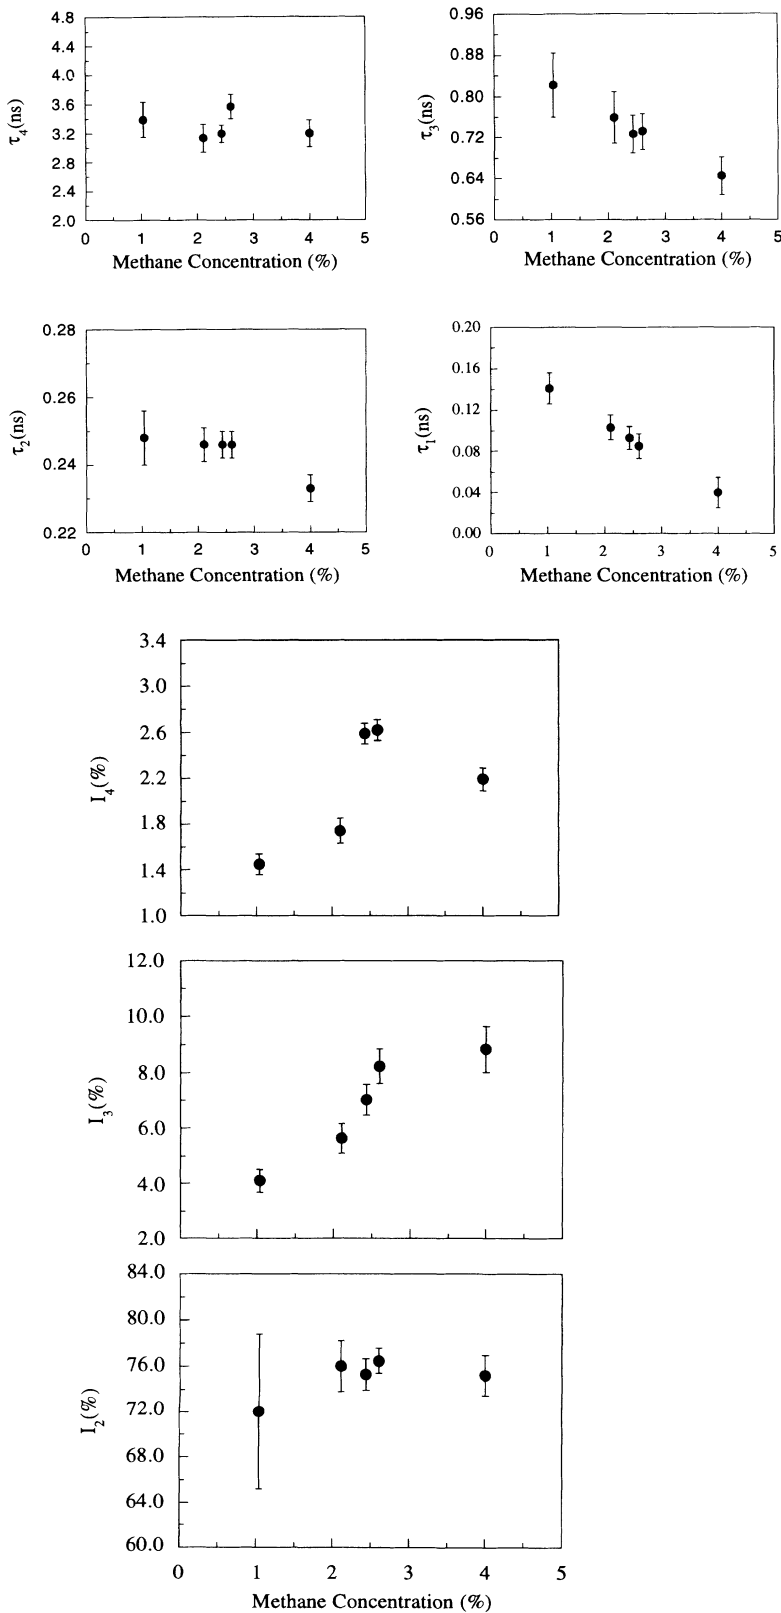 4.8
4.4
4.0
3.6
3.2
2.8
2.4
2.0
τ4(ns)
0 1 2 3 4 5
Methane Concentration (%)
0.96
0.88
0.80
0.72
0.64
0.56
τ3(ns)
0 1 2 3 4 5
Methane Concentration (%)
0.28
0.26
0.24
0.22
τ2(ns)
0 1 2 3 4 5
Methane Concentration (%)
0.20
0.16
0.12
0.08
0.04
0.00
τ1(ns)
0 1 2 3 4 5
Methane Concentration (%)
3.4
3.0
2.6
2.2
1.8
1.4
1.0
I4(%)
12.0
10.0
8.0
6.0
4.0
2.0
I3(%)
84.0
80.0
76.0
72.0
68.0
64.0
60.0
I2(%)
0 1 2 3 4 5
Methane Concentration (%)